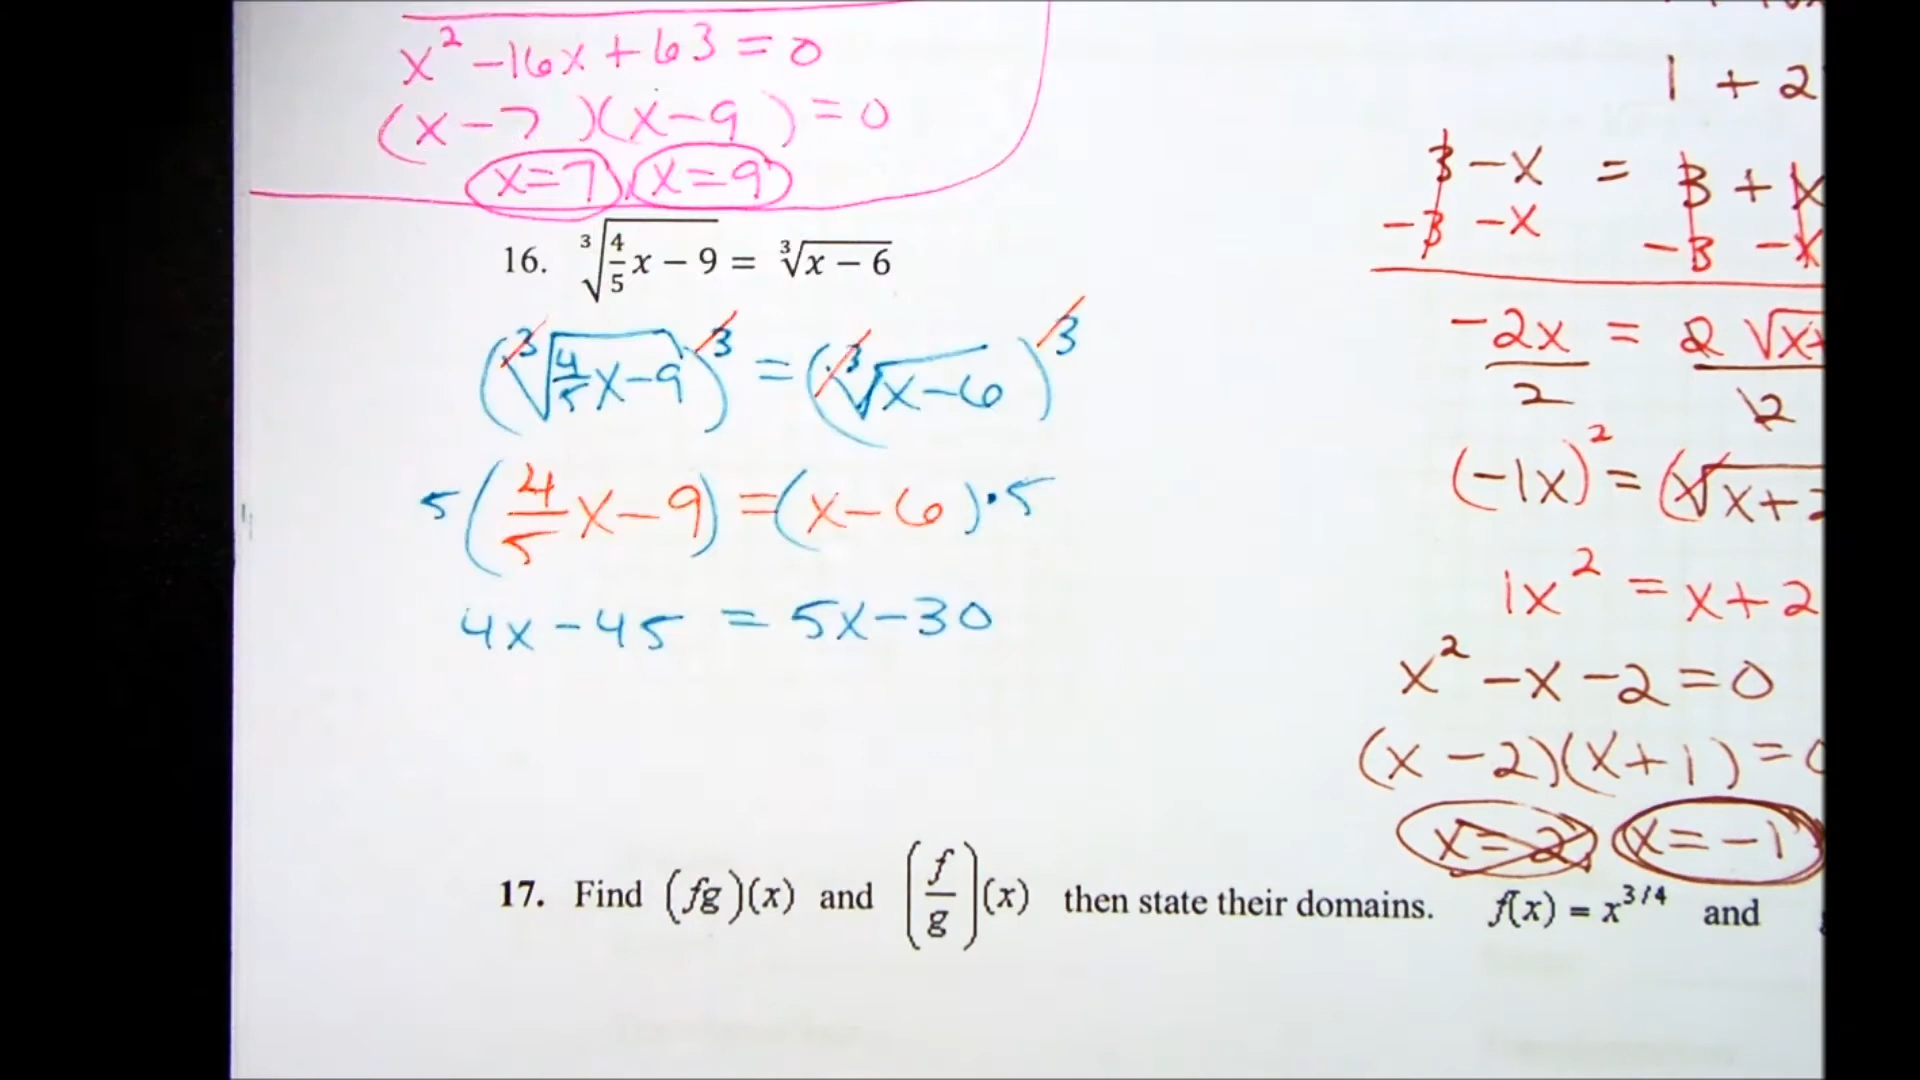 x² - 16x + 63 = 0
(x - 7)(x - 9) = 0
x = 7, x = 9
16. ∛(4/5 x − 9) = ∛(x − 6)
(∛(4/5 x - 9))³ = (∛(x - 6))³
5(4/5 x - 9) = (x - 6)·5
4x - 45 = 5x - 30
1 + 2
3 - x = 3 + x
-3 -x -3 -x
-2x = 2√x+
2 2
(-1x)² = (√x+2
1x² = x + 2
x² - x - 2 = 0
(x - 2)(x + 1) = 0
x = 2 x = -1
17. Find (fg)(x) and (f/g)(x) then state their domains. f(x) = x^3/4 and